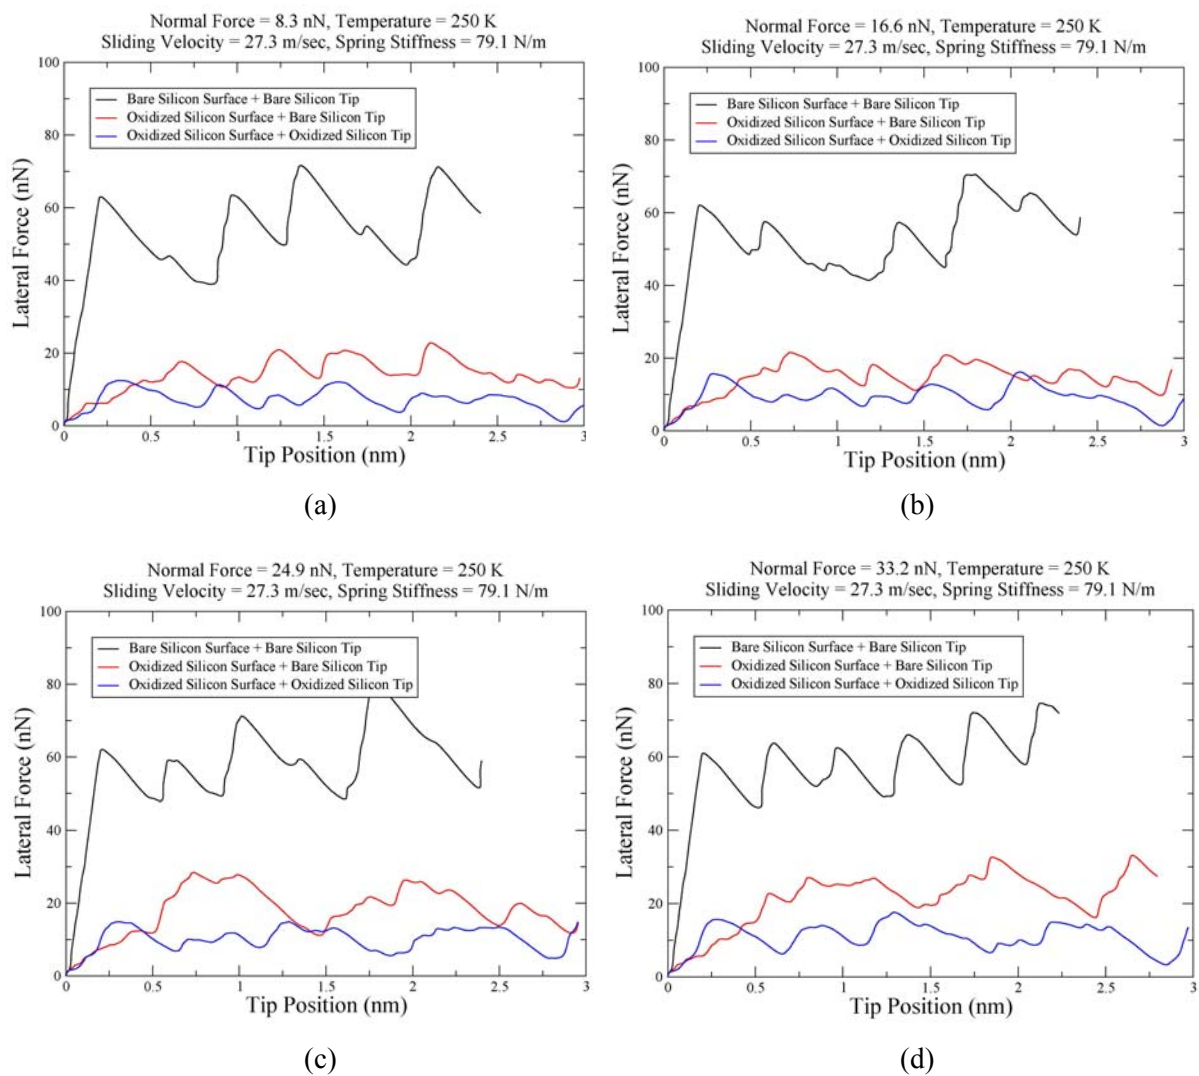 Normal Force = 8.3 nN, Temperature = 250 K
Sliding Velocity = 27.3 m/sec, Spring Stiffness = 79.1 N/m
100
80
60
40
20
0
Lateral Force (nN)
Bare Silicon Surface + Bare Silicon Tip
Oxidized Silicon Surface + Bare Silicon Tip
Oxidized Silicon Surface + Oxidized Silicon Tip
0
0.5
1
1.5
2
2.5
3
Tip Position (nm)
(a)
Normal Force = 16.6 nN, Temperature = 250 K
Sliding Velocity = 27.3 m/sec, Spring Stiffness = 79.1 N/m
100
80
60
40
20
0
Lateral Force (nN)
Bare Silicon Surface + Bare Silicon Tip
Oxidized Silicon Surface + Bare Silicon Tip
Oxidized Silicon Surface + Oxidized Silicon Tip
0
0.5
1
1.5
2
2.5
3
Tip Position (nm)
(b)
Normal Force = 24.9 nN, Temperature = 250 K
Sliding Velocity = 27.3 m/sec, Spring Stiffness = 79.1 N/m
100
80
60
40
20
0
Lateral Force (nN)
Bare Silicon Surface + Bare Silicon Tip
Oxidized Silicon Surface + Bare Silicon Tip
Oxidized Silicon Surface + Oxidized Silicon Tip
0
0.5
1
1.5
2
2.5
3
Tip Position (nm)
(c)
Normal Force = 33.2 nN, Temperature = 250 K
Sliding Velocity = 27.3 m/sec, Spring Stiffness = 79.1 N/m
100
80
60
40
20
0
Lateral Force (nN)
Bare Silicon Surface + Bare Silicon Tip
Oxidized Silicon Surface + Bare Silicon Tip
Oxidized Silicon Surface + Oxidized Silicon Tip
0
0.5
1
1.5
2
2.5
3
Tip Position (nm)
(d)